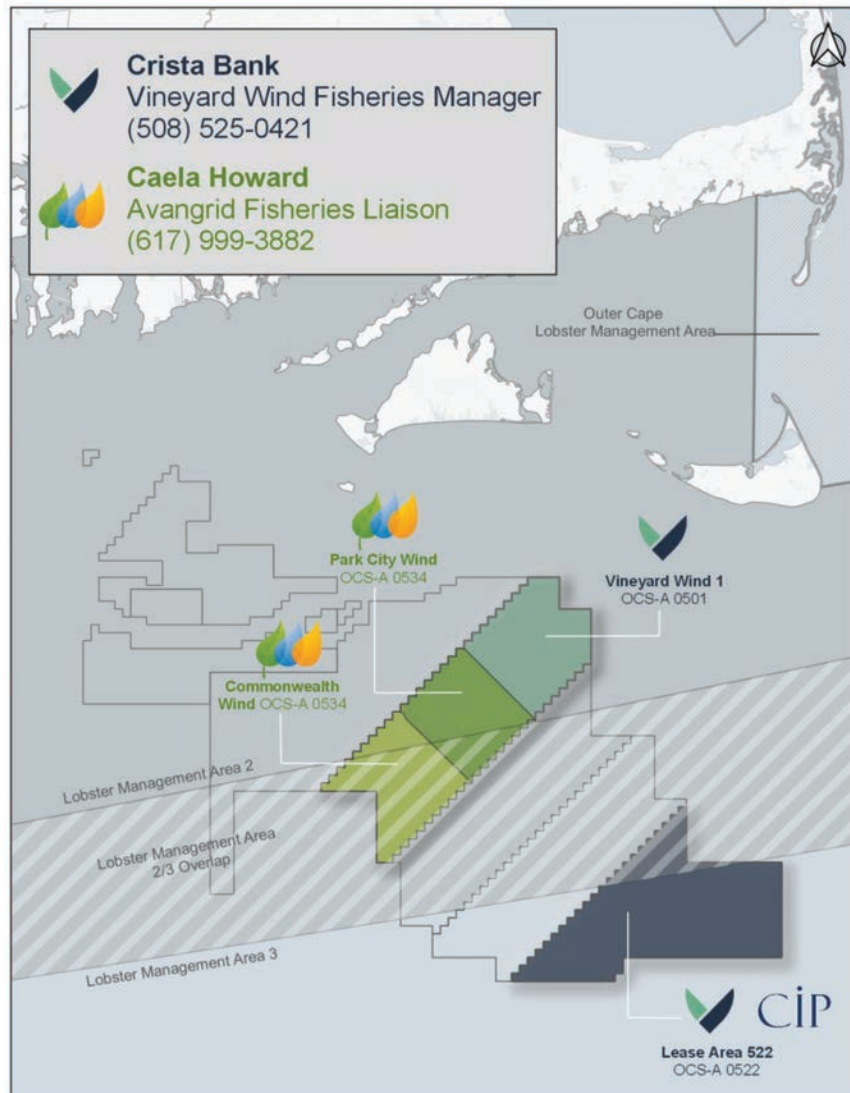 Crista Bank
Vineyard Wind Fisheries Manager
(508) 525-0421
Caela Howard
Avangrid Fisheries Liaison
(617) 999-3882
Outer Cape
Lobster Management Area
Park City Wind
OCS-A 0534
Vineyard Wind 1
OCS-A 0501
Commonwealth
Wind OCS-A 0534
Lobster Management Area 2
Lobster Management Area
2/3 Overlap
Lobster Management Area 3
CIP
Lease Area 522
OCS-A 0522